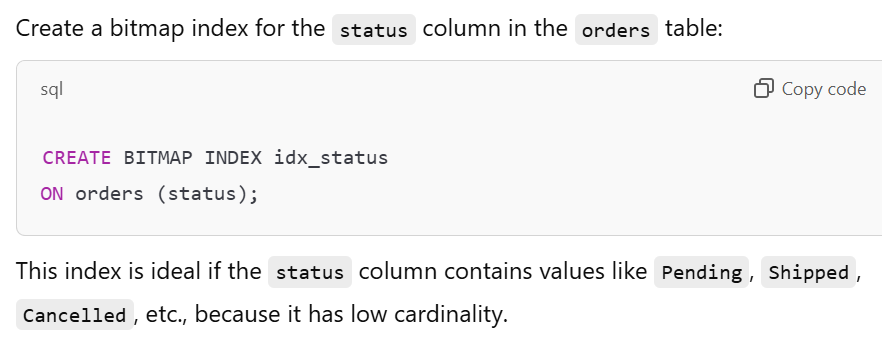 Create a bitmap index for the status column in the orders table:
sql Copy code
CREATE BITMAP INDEX idx_status
ON orders (status);
This index is ideal if the status column contains values like Pending, Shipped,
Cancelled, etc., because it has low cardinality.